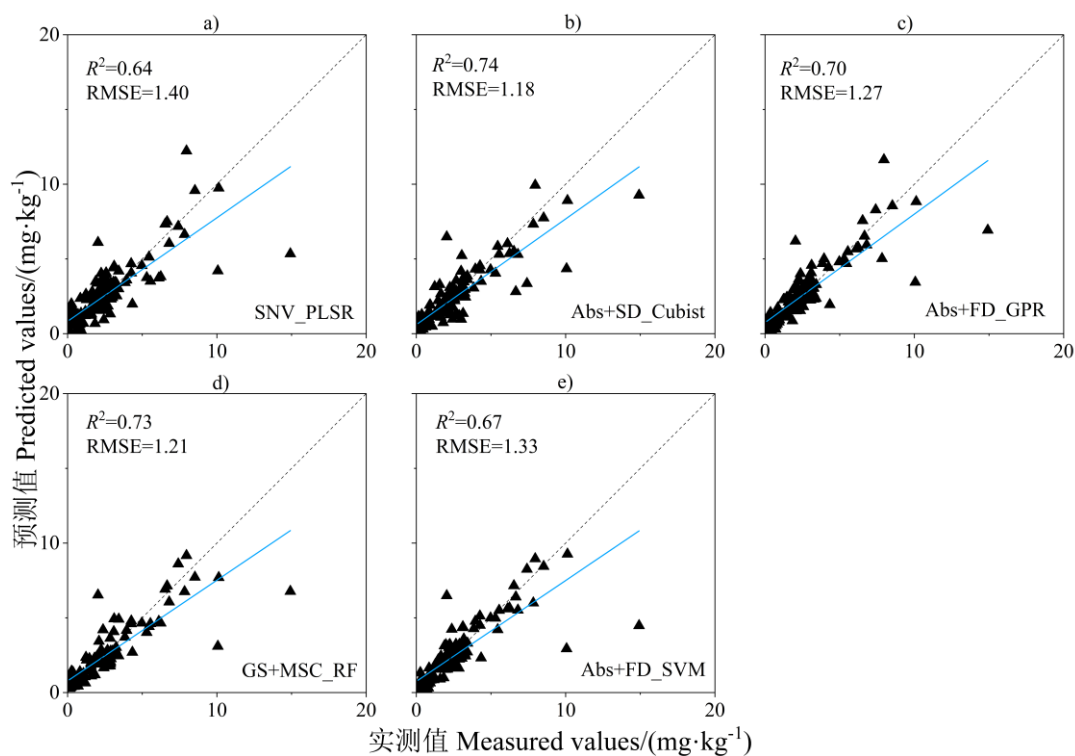 a)
20
R²=0.64
RMSE=1.40
10
0
0
10
20
SNV_PLSR
b)
R²=0.74
RMSE=1.18
0
10
20
Abs+SD_Cubist
c)
R²=0.70
RMSE=1.27
0
10
20
Abs+FD_GPR
d)
20
R²=0.73
RMSE=1.21
10
0
0
10
20
GS+MSC_RF
e)
R²=0.67
RMSE=1.33
0
10
20
Abs+FD_SVM
预测值 Predicted values/(mg·kg⁻¹)
实测值 Measured values/(mg·kg⁻¹)